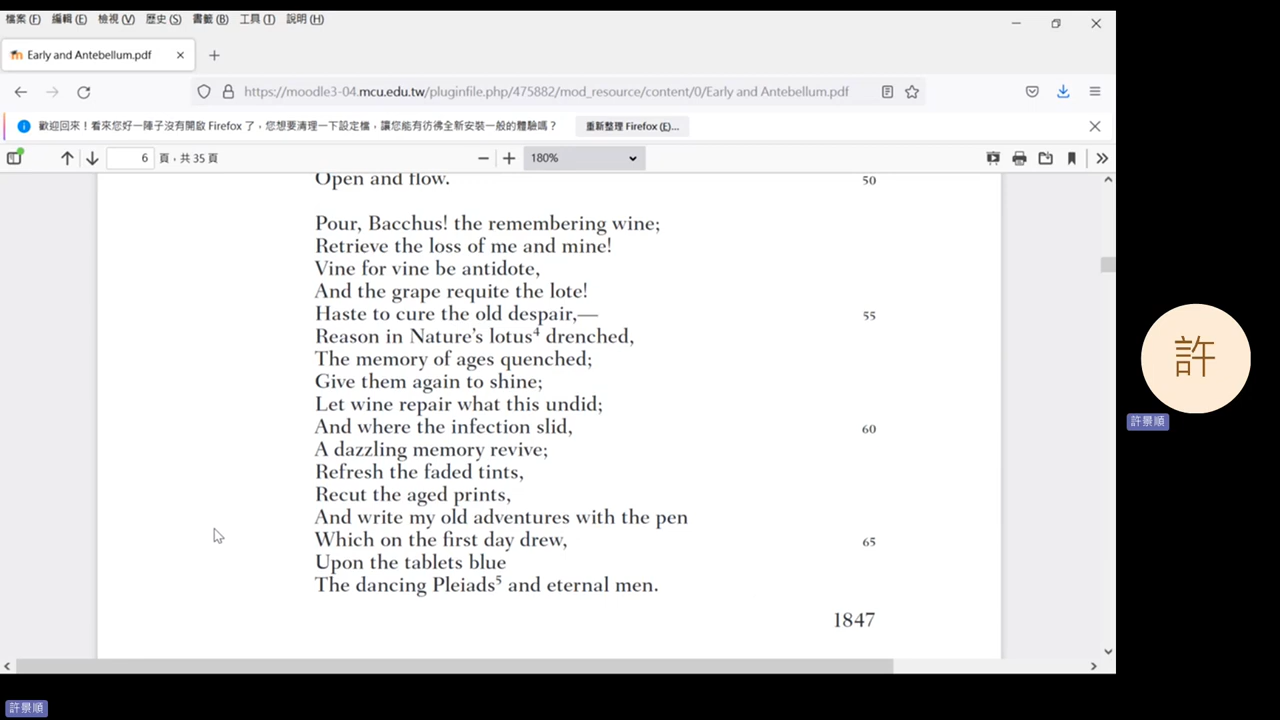 檔案(F) 編輯(E) 檢視(V) 歷史(S) 書籤(B) 工具(T) 說明(H)
Early and Antebellum.pdf
https://moodle3-04.mcu.edu.tw/pluginfile.php/475882/mod_resource/content/0/Early and Antebellum.pdf
歡迎回來！看來您好一陣子沒有開啟 Firefox 了，您想要清理一下設定檔，讓您能有彷彿全新安裝一般的體驗嗎？ 重新整理 Firefox (E)...
6 頁，共 35 頁 180%
Open and flow. 50
Pour, Bacchus! the remembering wine;
Retrieve the loss of me and mine!
Vine for vine be antidote,
And the grape requite the lote!
Haste to cure the old despair,— 55
Reason in Nature's lotus⁴ drenched,
The memory of ages quenched;
Give them again to shine;
Let wine repair what this undid;
And where the infection slid, 60
A dazzling memory revive;
Refresh the faded tints,
Recut the aged prints,
And write my old adventures with the pen
Which on the first day drew, 65
Upon the tablets blue
The dancing Pleiads⁵ and eternal men.
1847
許
許景順
許景順